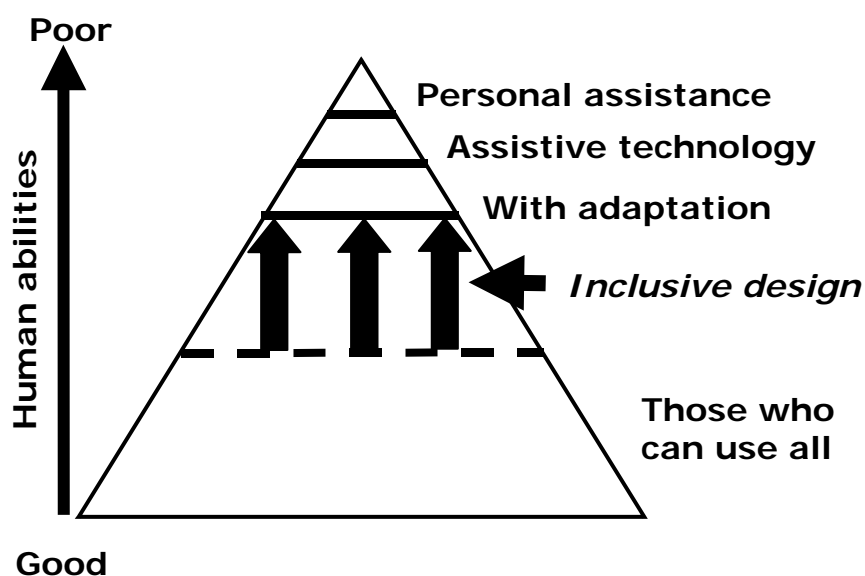 Poor
Personal assistance
Assistive technology
With adaptation
Inclusive design
Human abilities
Those who
can use all
Good